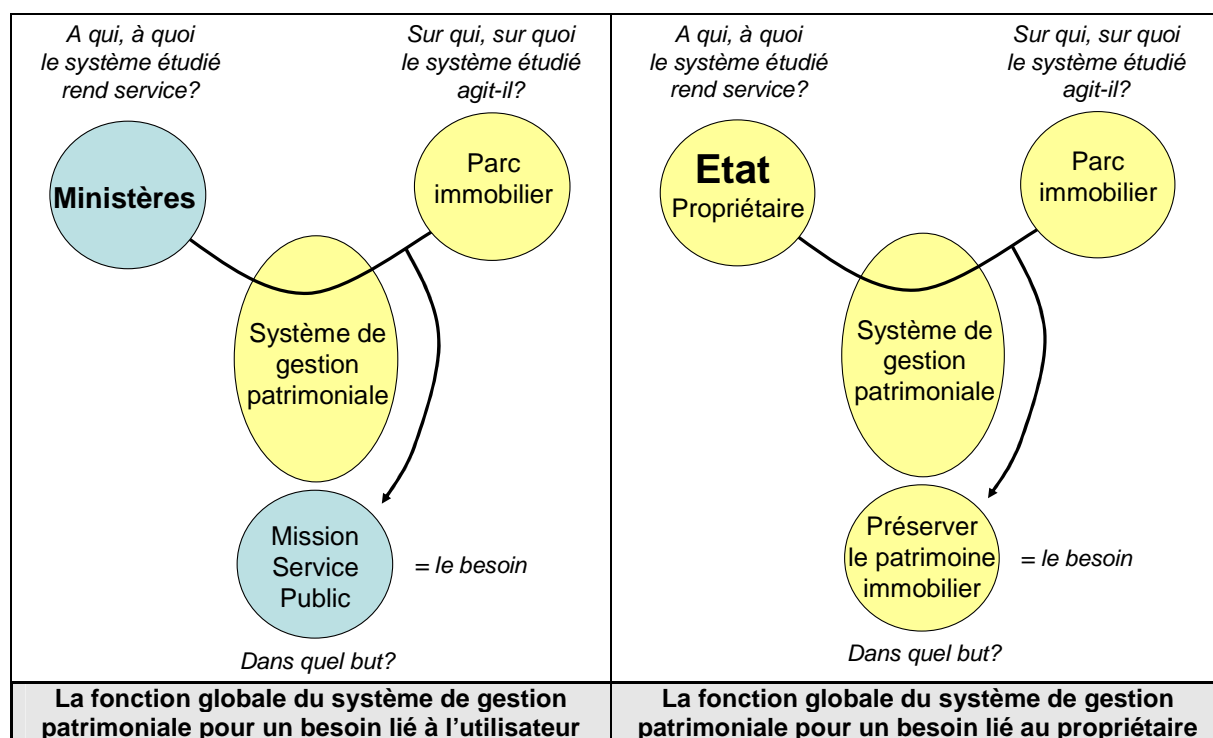 A qui, à quoi
le système étudié
rend service?
Sur qui, sur quoi
le système étudié
agit-il?
Ministères
Parc
immobilier
Système de
gestion
patrimoniale
Mission
Service
Public
= le besoin
Dans quel but?
La fonction globale du système de gestion
patrimoniale pour un besoin lié à l'utilisateur
A qui, à quoi
le système étudié
rend service?
Sur qui, sur quoi
le système étudié
agit-il?
Etat
Propriétaire
Parc
immobilier
Système de
gestion
patrimoniale
Préserver
le patrimoine
immobilier
= le besoin
Dans quel but?
La fonction globale du système de gestion
patrimoniale pour un besoin lié au propriétaire